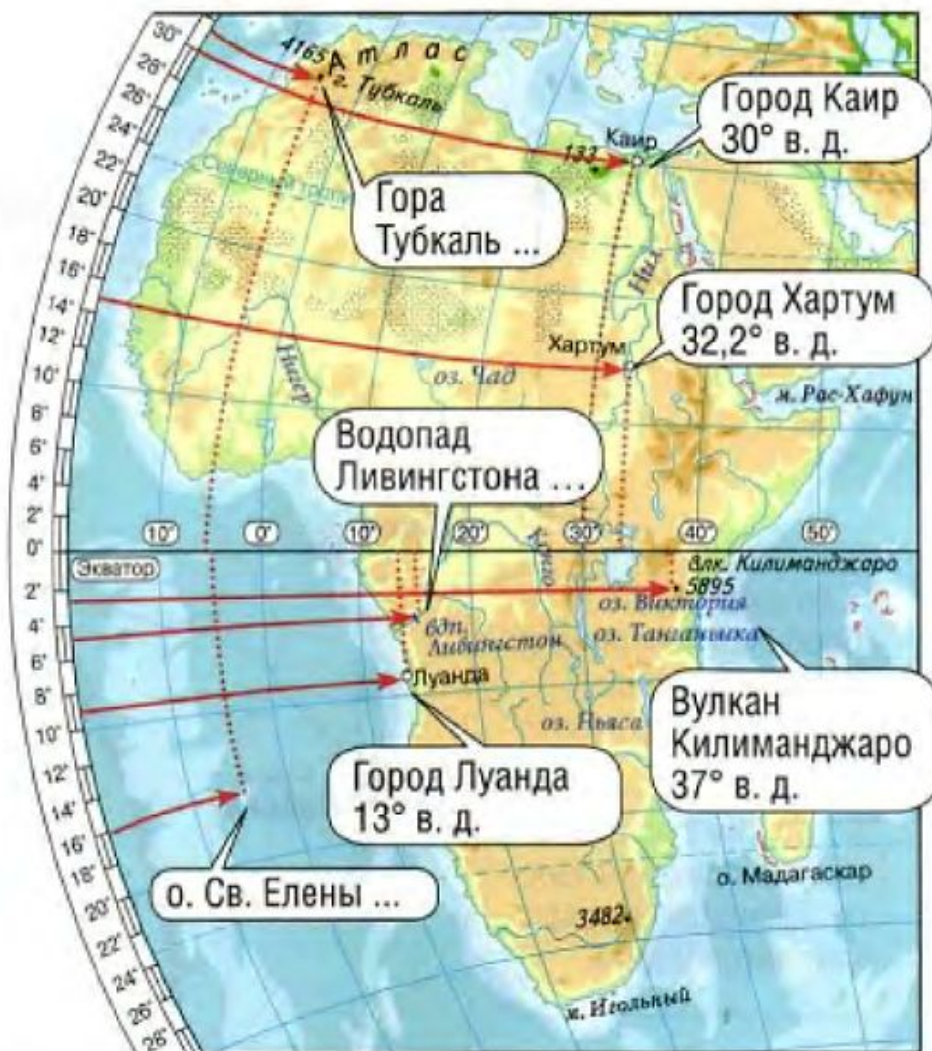 30°
28°
26°
24°
22°
20°
18°
16°
14°
12°
10°
8°
6°
4°
2°
0°
2°
4°
6°
8°
10°
12°
14°
16°
18°
20°
22°
24°
26°
28°
4165
Атлас
г. Тубкаль
Гора
Тубкаль ...
Каир
133
Город Каир
30° в. д.
Северный тропик
Нил
Город Хартум
32,2° в. д.
Хартум
Нигер
оз. Чад
м. Рас-Хафун
Водопад
Ливингстона ...
10° 0° 10° 20° 30° 40° 50°
Экватор
Конго
влк. Килиманджаро
5895
оз. Виктория
вдп.
Ливингстон
оз. Танганьика
Луанда
оз. Ньяса
Вулкан
Килиманджаро
37° в. д.
Город Луанда
13° в. д.
о. Св. Елены ...
о. Мадагаскар
3482
м. Игольный